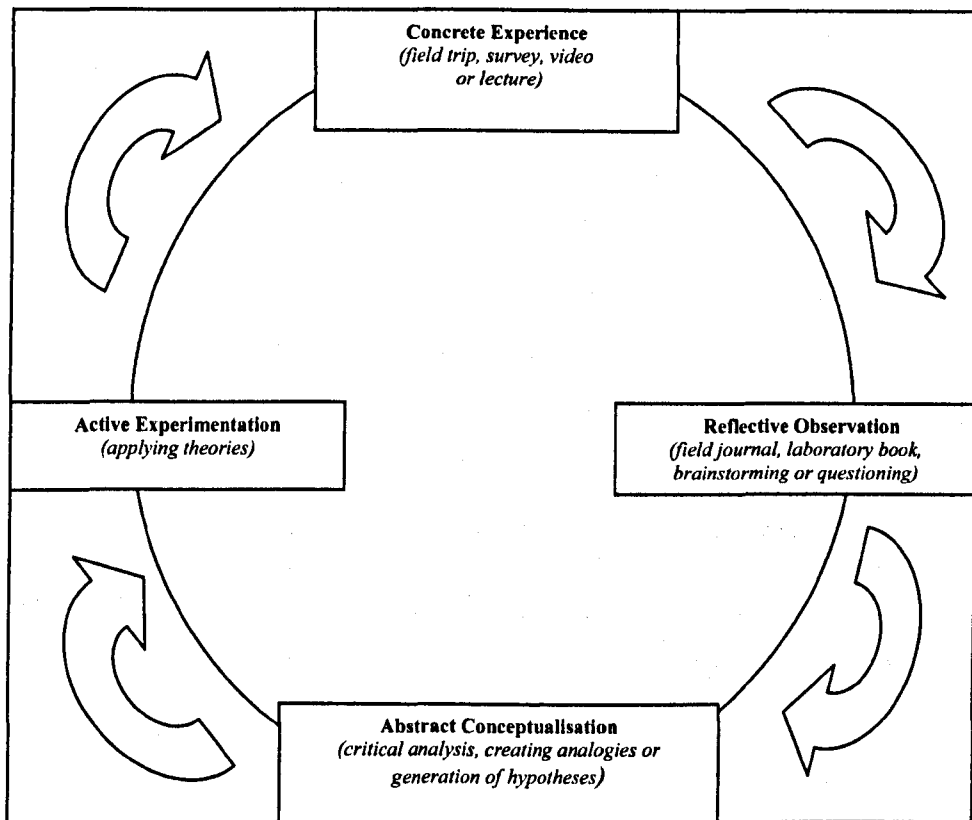 Concrete Experience
(field trip, survey, video
or lecture)
Active Experimentation
(applying theories)
Reflective Observation
(field journal, laboratory book,
brainstorming or questioning)
Abstract Conceptualisation
(critical analysis, creating analogies or
generation of hypotheses)